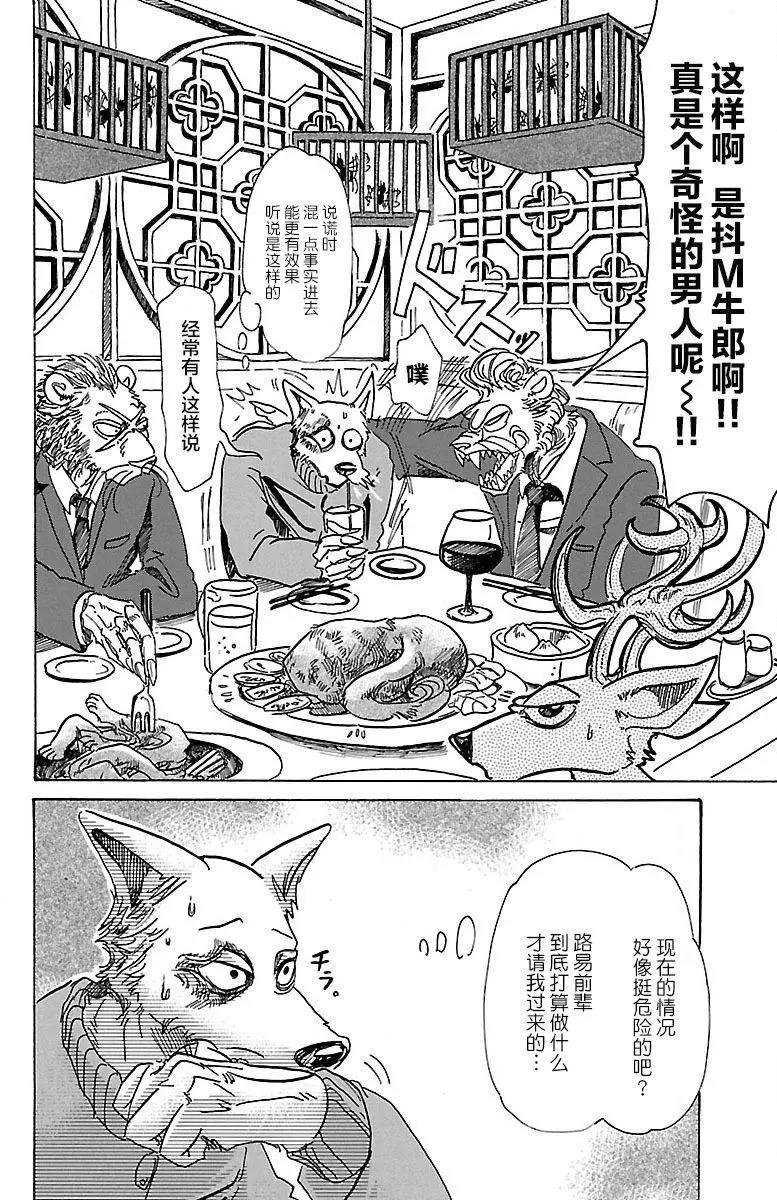 这样啊 是抖M牛郎啊!!
真是个奇怪的男人呢~!!
噗
ドスッ
说谎时
混一点事实进去
能更有效果
听说是这样的
经常有人这样说
现在的情况
好像挺危险的吧？
路易前辈
到底打算做什么
才请我过来的…
チラ。